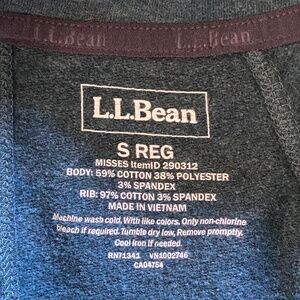 L.L.Bean L.L.Bean
L.L.Bean
S REG
MISSES ItemID 290312
BODY: 59% COTTON 38% POLYESTER
3% SPANDEX
RIB: 97% COTTON 3% SPANDEX
MADE IN VIETNAM
Machine wash cold, With like colors. Only non-chlorine
bleach if required. Tumble dry low, Remove promptly.
Cool iron if needed.
RN71341 VN1002746
CA04754